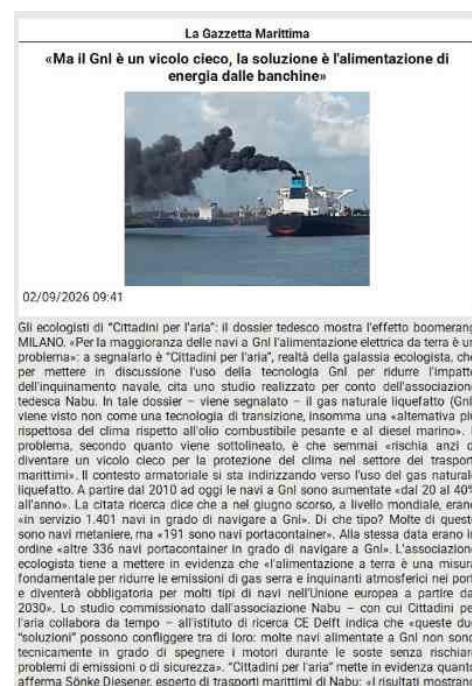 La Gazzetta Marittima
«Ma il Gnl è un vicolo cieco, la soluzione è l'alimentazione di
energia dalle banchine»
02/09/2026 09:41
Gli ecologisti di "Cittadini per l'aria": il dossier tedesco mostra l'effetto boomerang
MILANO. «Per la maggioranza delle navi a Gnl l'alimentazione elettrica da terra è un
problema»: a segnalarlo è "Cittadini per l'aria", realtà della galassia ecologista, che
per mettere in discussione l'uso della tecnologia Gnl per ridurre l'impatto
dell'inquinamento navale, cita uno studio realizzato per conto dell'associazione
tedesca Nabu. In tale dossier – viene segnalato – il gas naturale liquefatto (Gnl)
viene visto non come una tecnologia di transizione, insomma una «alternativa più
rispettosa del clima rispetto all'olio combustibile pesante e al diesel marino».
problema, secondo quanto viene sottolineato, è che semmai «rischia anzi di
diventare un vicolo cieco per la protezione del clima nel settore dei trasporti
marittimi». Il contesto armatoriale si sta indirizzando verso l'uso del gas naturale
liquefatto. A partire dal 2010 ad oggi le navi a Gnl sono aumentate «dal 20 al 40%
all'anno». La citata ricerca dice che a nel giugno scorso, a livello mondiale, erano
«in servizio 1.401 navi in grado di navigare a Gnl». Di che tipo? Molte di queste
sono navi metaniere, ma «191 sono navi portacontainer». Alla stessa data erano in
ordine «altre 336 navi portacontainer in grado di navigare a Gnl». L'associazione
ecologista tiene a mettere in evidenza che «l'alimentazione a terra è una misura
fondamentale per ridurre le emissioni di gas serra e inquinanti atmosferici nei porti
e diventerà obbligatoria per molti tipi di navi nell'Unione europea a partire dal
2030». Lo studio commissionato dall'associazione Nabu – con cui Cittadini per
l'aria collabora da tempo – all'istituto di ricerca CE Delft indica che «queste due
"soluzioni" possono confliggere tra di loro: molte navi alimentate a Gnl non sono
tecnicamente in grado di spegnere i motori durante le soste senza rischiare
problemi di emissioni o di sicurezza». "Cittadini per l'aria" mette in evidenza quanto
afferma Sönke Diesener, esperto di trasporti marittimi di Nabu: «I risultati mostrano